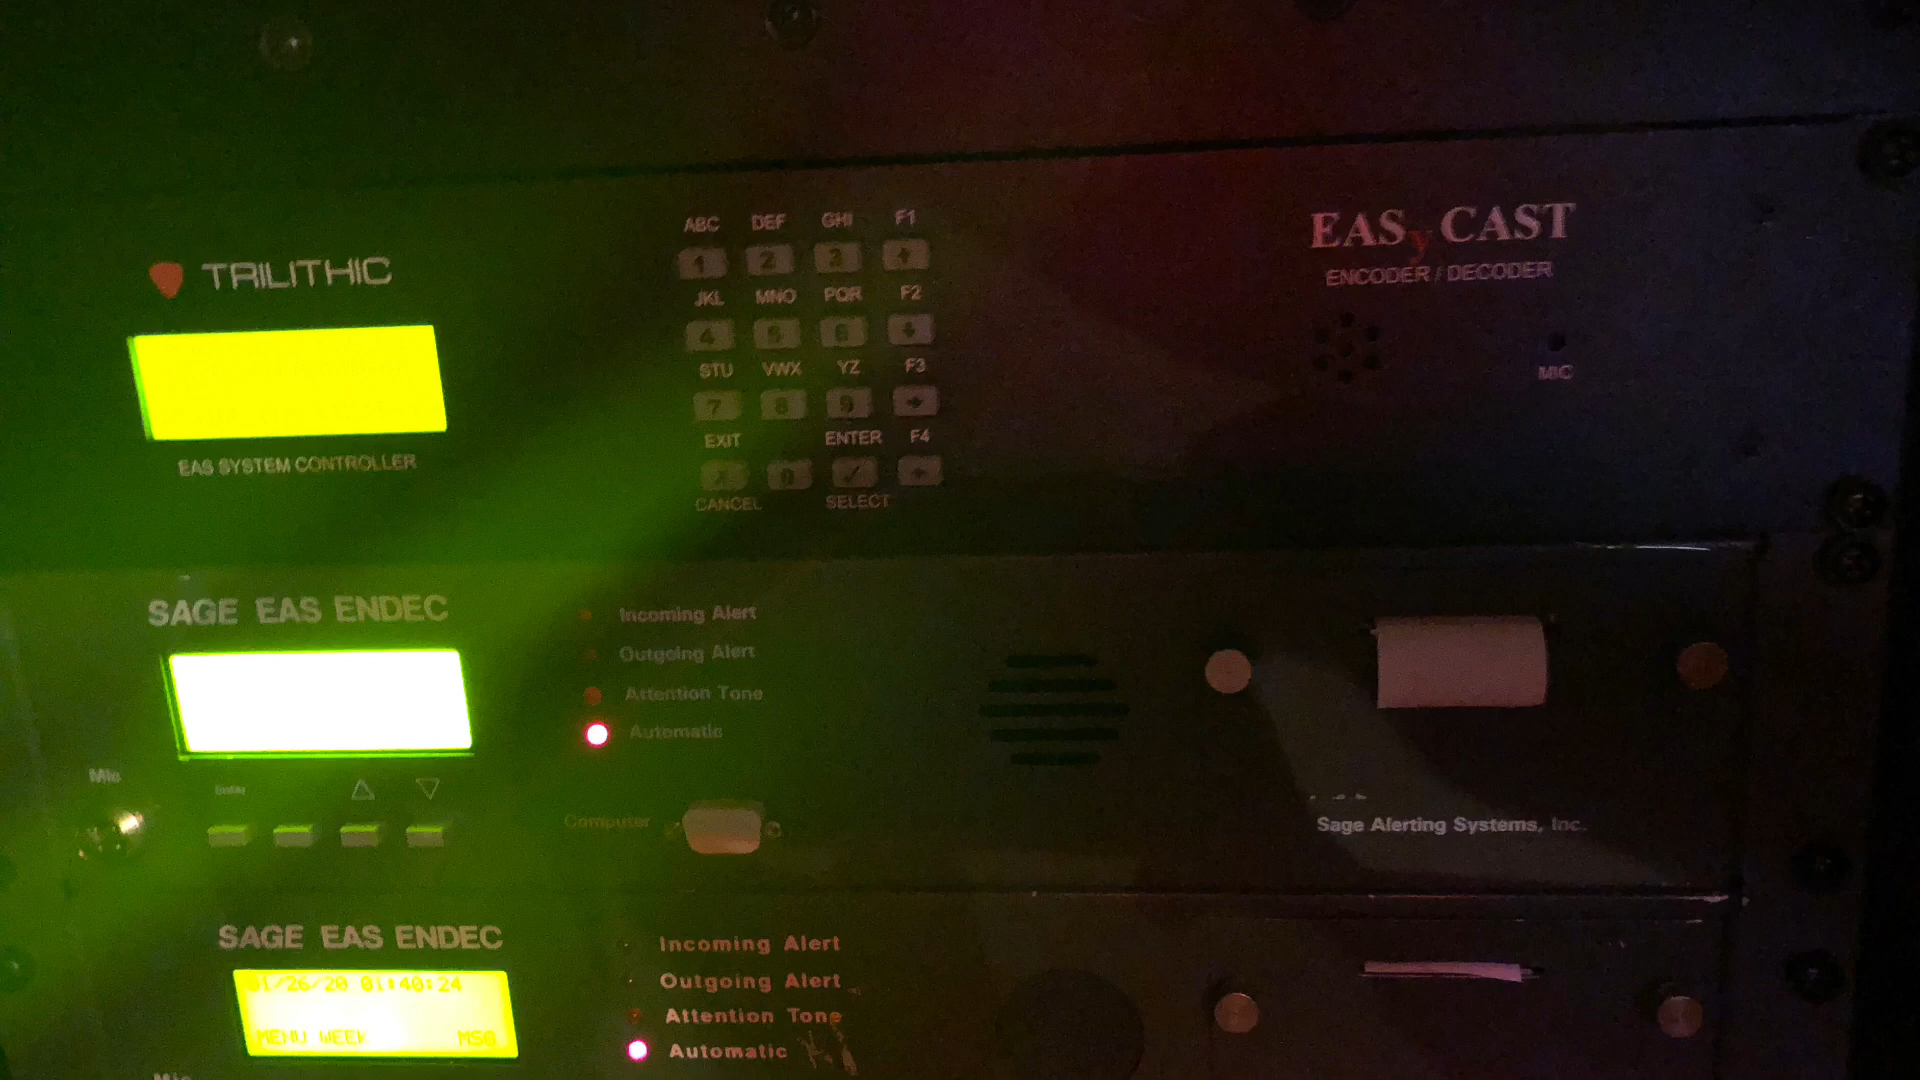 TRILITHIC
EAS SYSTEM CONTROLLER
ABC DEF GHI F1
1 2 3
JKL MNO PQR F2
4 5 6
STU VWX YZ F3
7 8 9
EXIT ENTER F4
0
CANCEL SELECT
EASyCAST
ENCODER / DECODER
MIC
SAGE EAS ENDEC
Incoming Alert
Outgoing Alert
Attention Tone
Automatic
Mic
Enter
Computer
Sage Alerting Systems, Inc.
SAGE EAS ENDEC
01/26/20 01:40:24
MENU WEEK MSG
Incoming Alert
Outgoing Alert
Attention Tone
Automatic
Mic